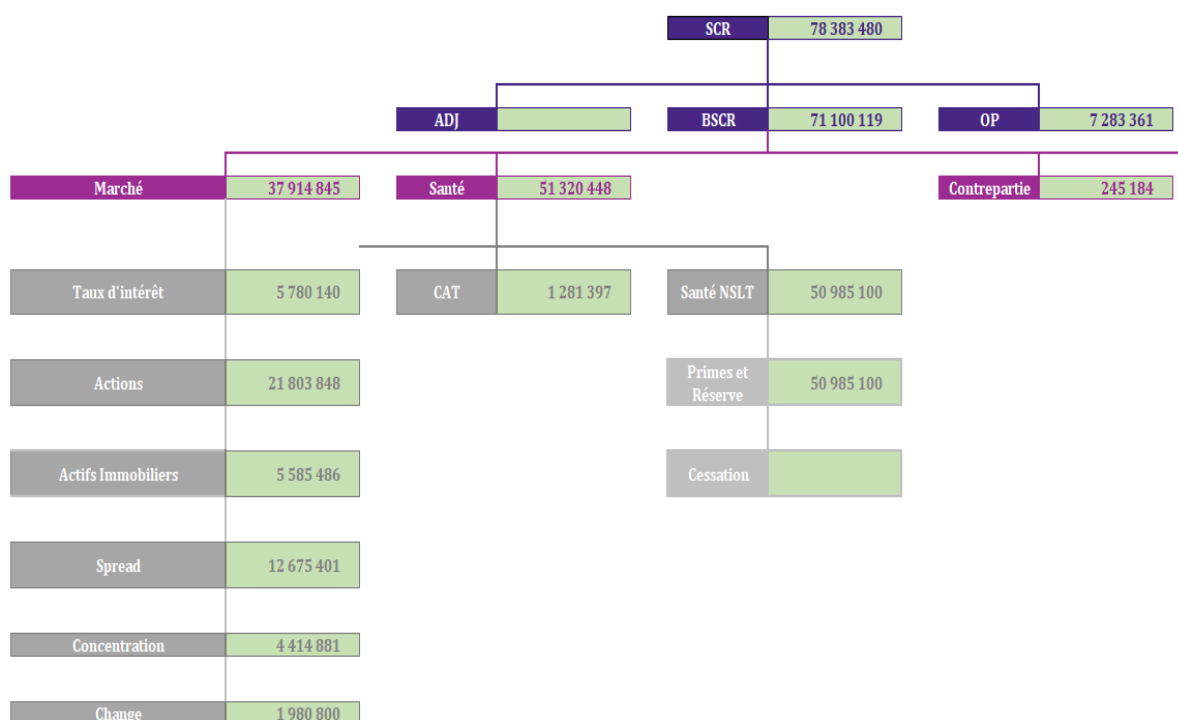 SCR 78 383 480
ADJ BSCR 71 100 119 OP 7 283 361
Marché 37 914 845 Santé 51 320 448 Contrepartie 245 184
Taux d'intérêt 5 780 140 CAT 1 281 397 Santé NSLT 50 985 100
Actions 21 803 848 Primes et Réserve 50 985 100
Actifs Immobiliers 5 585 486 Cessation
Spread 12 675 401
Concentration 4 414 881
Change 1 980 800